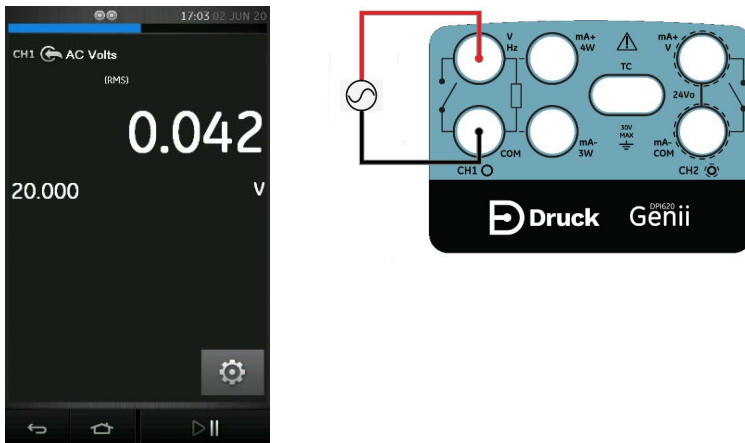 17:03 02 JUN 20
CH1 AC Volts
(RMS)
0.042
20.000 V
V
Hz
mA+
4W
TC
mA+
V
24Vo
COM
mA-
3W
30V
MAX
mA-
COM
CH1
CH2
Druck
DPI620
Genii